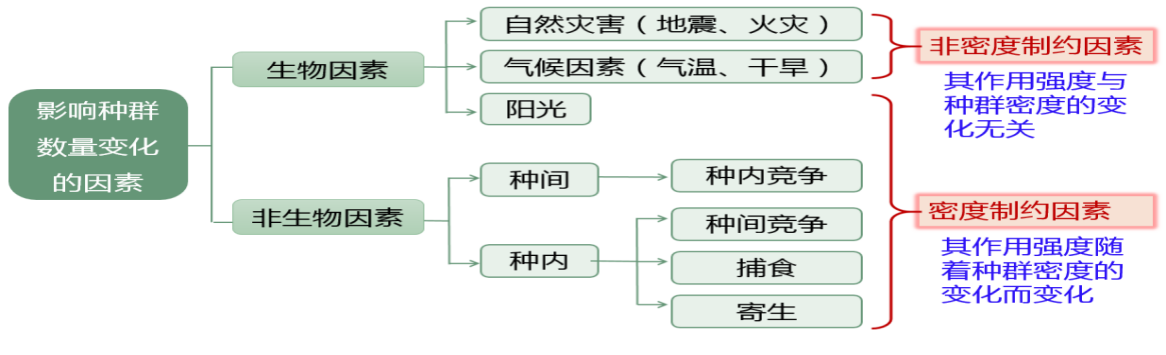 影响种群
数量变化
的因素
生物因素
非生物因素
自然灾害（地震、火灾）
气候因素（气温、干旱）
阳光
种间
种内
种内竞争
种间竞争
捕食
寄生
非密度制约因素
其作用强度与
种群密度的变
化无关
密度制约因素
其作用强度随
着种群密度的
变化而变化